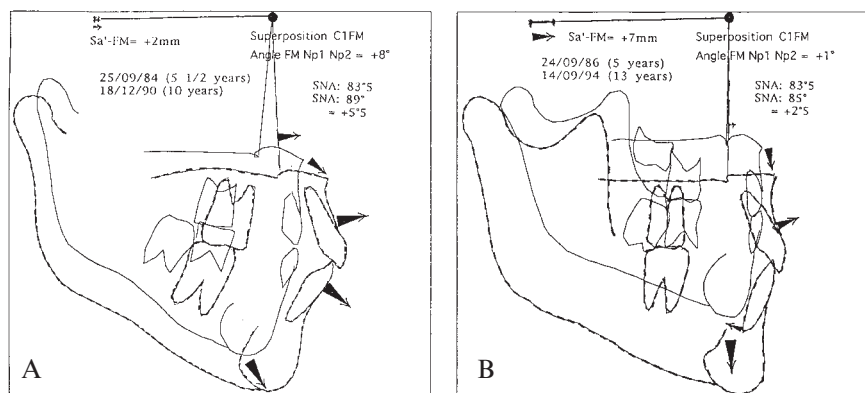 Sa'-FM= +2mm
Superposition C1FM
Angle FM Np1 Np2 = +8°
25/09/84 (5 1/2 years)
18/12/90 (10 years)
SNA: 83°5
SNA: 89°
= +5°5
A
Sa'-FM= +7mm
Superposition C1FM
Angle FM Np1 Np2 = +1°
24/09/86 (5 years)
14/09/94 (13 years)
SNA: 83°5
SNA: 85°
= +2°5
B